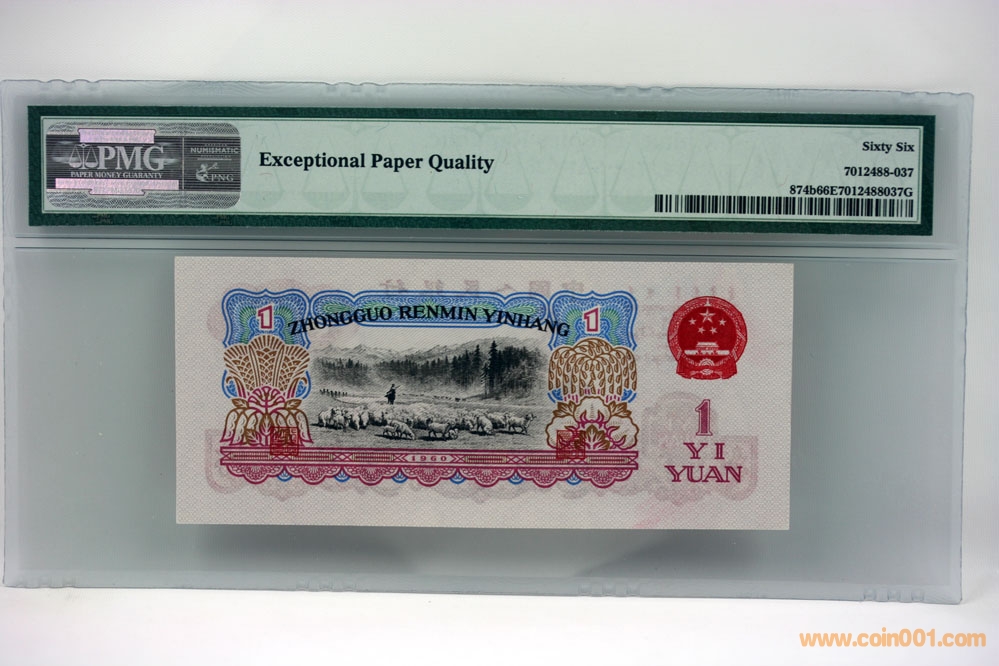 PMG
PAPER MONEY GUARANTY
NUMISMATIC
PNG
Exceptional Paper Quality
Sixty Six
7012488-037
874b66E7012488037G
1
ZHONGGUO RENMIN YINHANG
1
1960
1
YI
YUAN
www.coin001.com